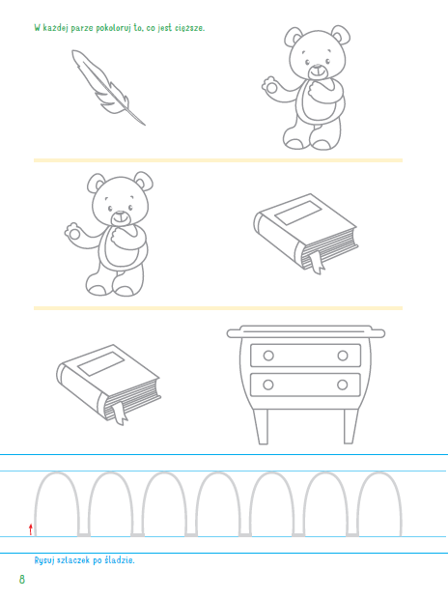 W każdej parze pokoloruj to, co jest cięższe.
Rysuj szlaczek po śladzie.
8